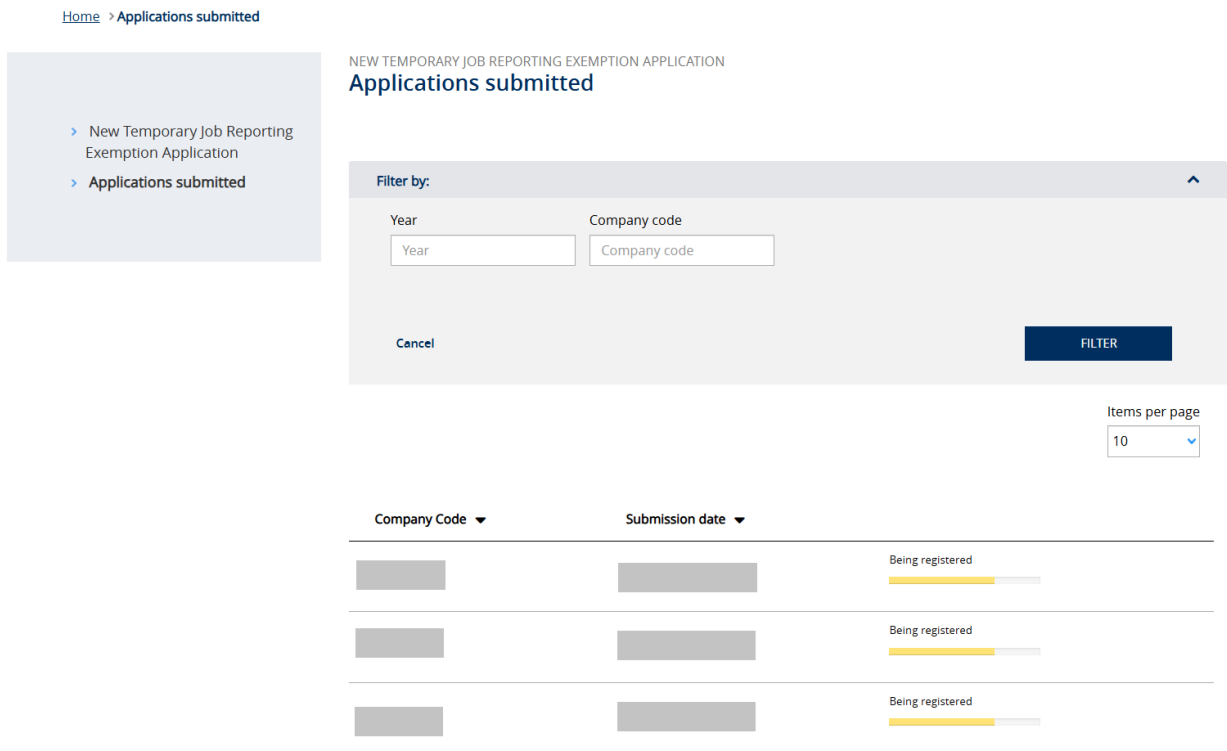 Home > Applications submitted
New Temporary Job Reporting
Exemption Application
Applications submitted
NEW TEMPORARY JOB REPORTING EXEMPTION APPLICATION
Applications submitted
Filter by:
Year Company code
Year Company code
Cancel FILTER
Items per page
10
Company Code Submission date
Being registered
Being registered
Being registered